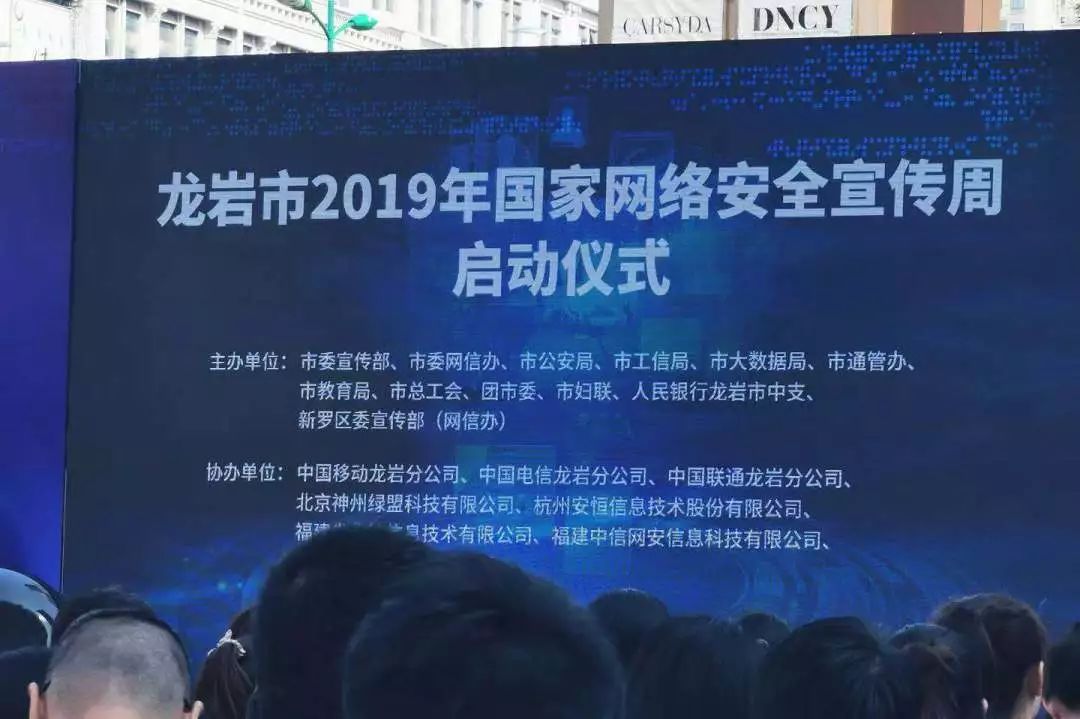 CARSYDA
DNCY
龙岩市2019年国家网络安全宣传周
启动仪式
主办单位：市委宣传部、市委网信办、市公安局、市工信局、市大数据局、市通管办、
市教育局、市总工会、团市委、市妇联、人民银行龙岩市中支、
新罗区委宣传部（网信办）
协办单位：中国移动龙岩分公司、中国电信龙岩分公司、中国联通龙岩分公司、
北京神州绿盟科技有限公司、杭州安恒信息技术股份有限公司、
福建 息技术有限公司、福建中信网安信息科技有限公司、